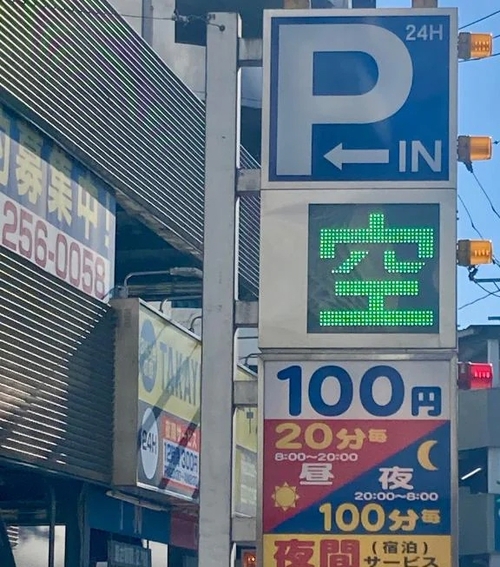 24H
P
← IN
空
100円
20分毎
8:00〜20:00
昼
夜
20:00〜8:00
100分毎
夜間
(宿泊)
サービス
募集中!
256-0058
TAKAY
24H